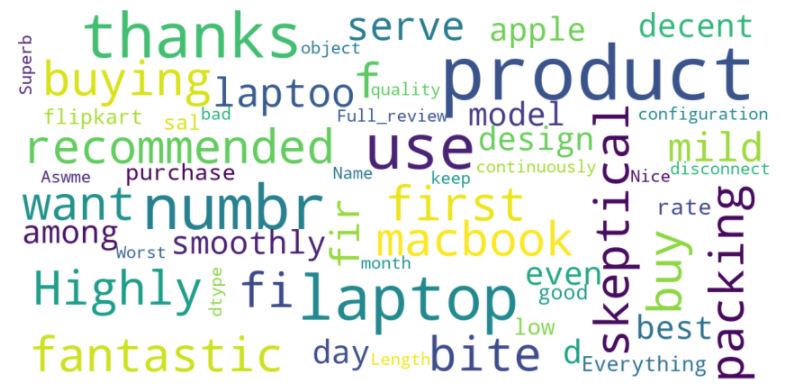 thanks
object
serve
apple
decent
Superb
buying
laptoo
f
quality
product
flipkart
sal
bad
Full_review
model
configuration
recommended
use
design
mild
continuously
disconnect
Aswme
purchase
Name
keep
skeptical
Nice
want
numbr
first
rate
packing
among
Worst
smoothly
fir
macbook
buy
month
Highly
dtype
fi
laptop
even
good
low
best
fantastic
day
Length
bite
d
Everything